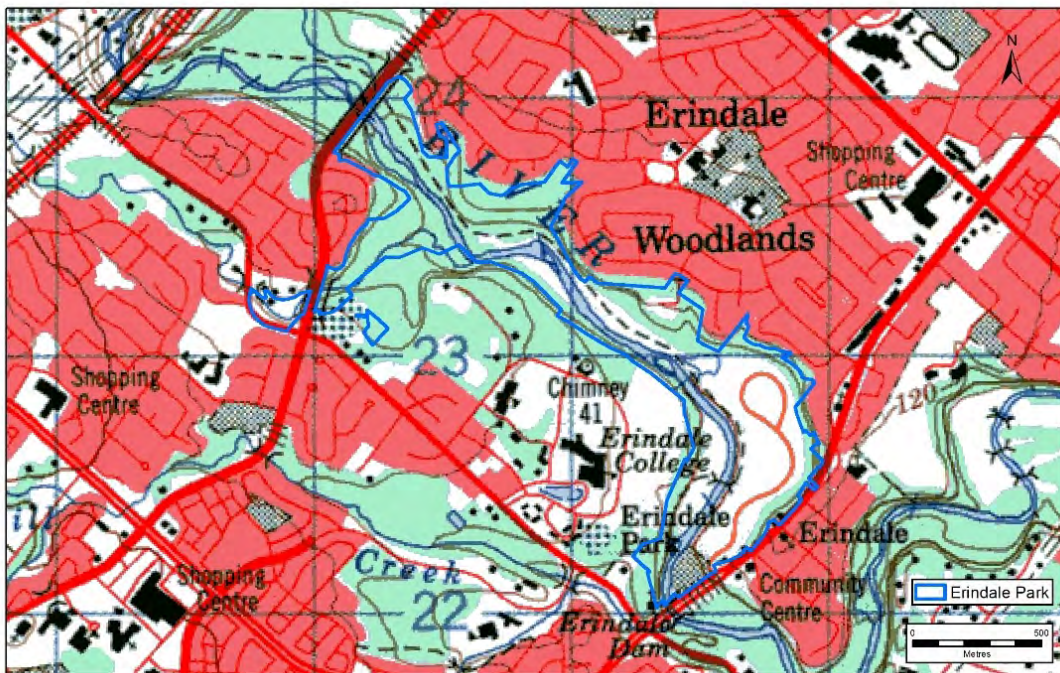 N
24
RIVER
Erindale
Shopping
Centre
Woodlands
23
Shopping
Centre
Chimney
41
Erindale
College
120
Erindale
Park
Erindale
ill
Creek
Shopping
Centre
22
Community
Centre
Erindale
Dam
Erindale Park
0 500
Metres